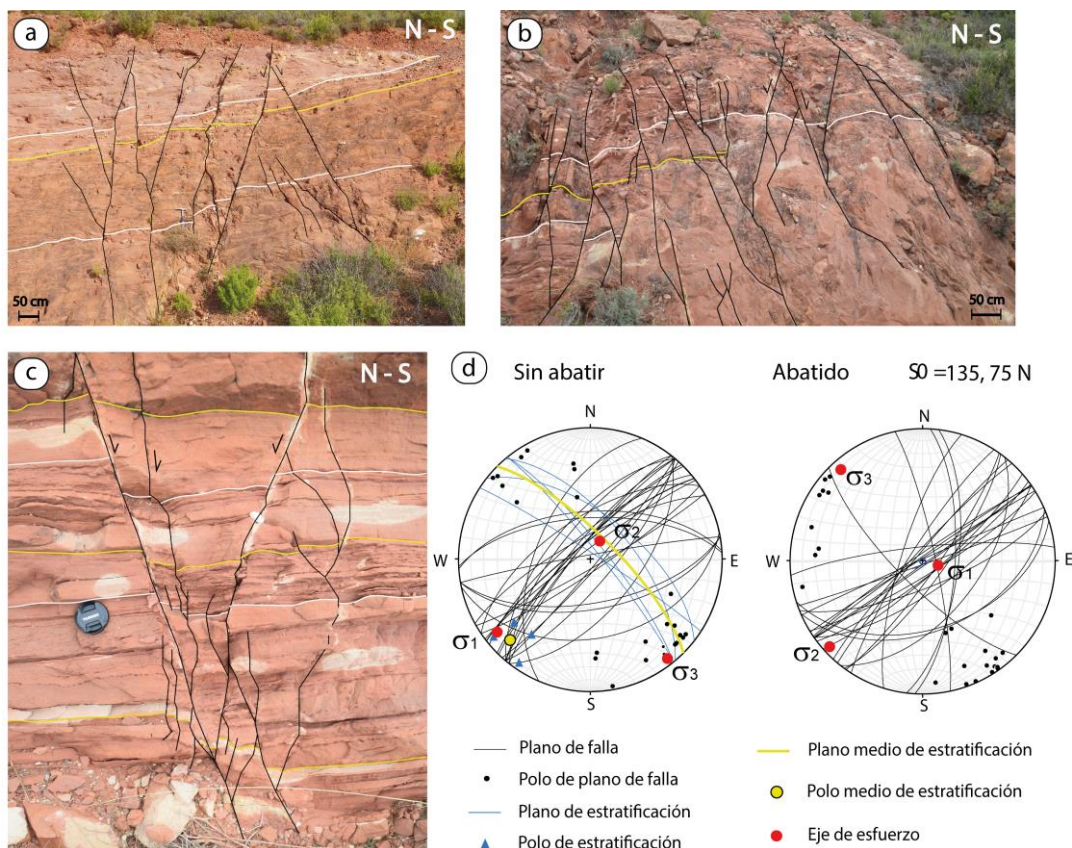 a
N - S
50 cm
b
N - S
50 cm
c
N - S
d
Sin abatir
Abatido
S0 =135, 75 N
N
W
E
S
σ2
σ1
σ3
N
W
E
S
σ3
σ1
σ2
Plano de falla
Polo de plano de falla
Plano de estratificación
Polo de estratificación
Plano medio de estratificación
Polo medio de estratificación
Eje de esfuerzo